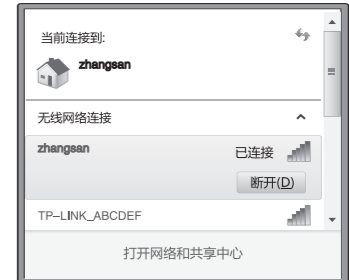 当前连接到:
zhangsan
无线网络连接
zhangsan 已连接
断开(D)
TP-LINK_ABCDEF
打开网络和共享中心